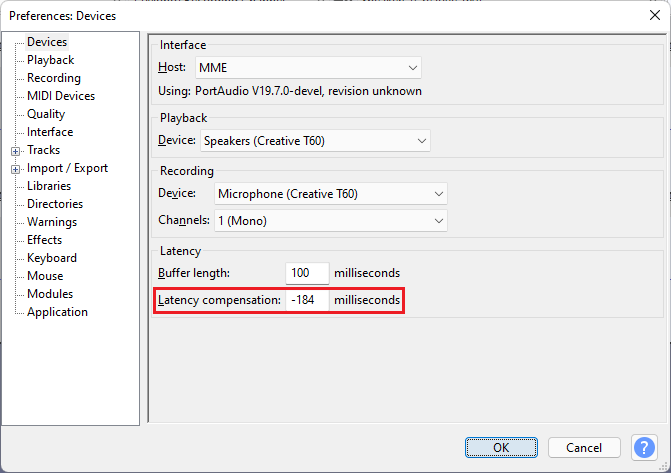 Preferences: Devices
Devices
Playback
Recording
MIDI Devices
Quality
Interface
Tracks
Import / Export
Libraries
Directories
Warnings
Effects
Keyboard
Mouse
Modules
Application
Interface
Host: MME
Using: PortAudio V19.7.0-devel, revision unknown
Playback
Device: Speakers (Creative T60)
Recording
Device: Microphone (Creative T60)
Channels: 1 (Mono)
Latency
Buffer length: 100 milliseconds
Latency compensation: -184 milliseconds
OK Cancel ?